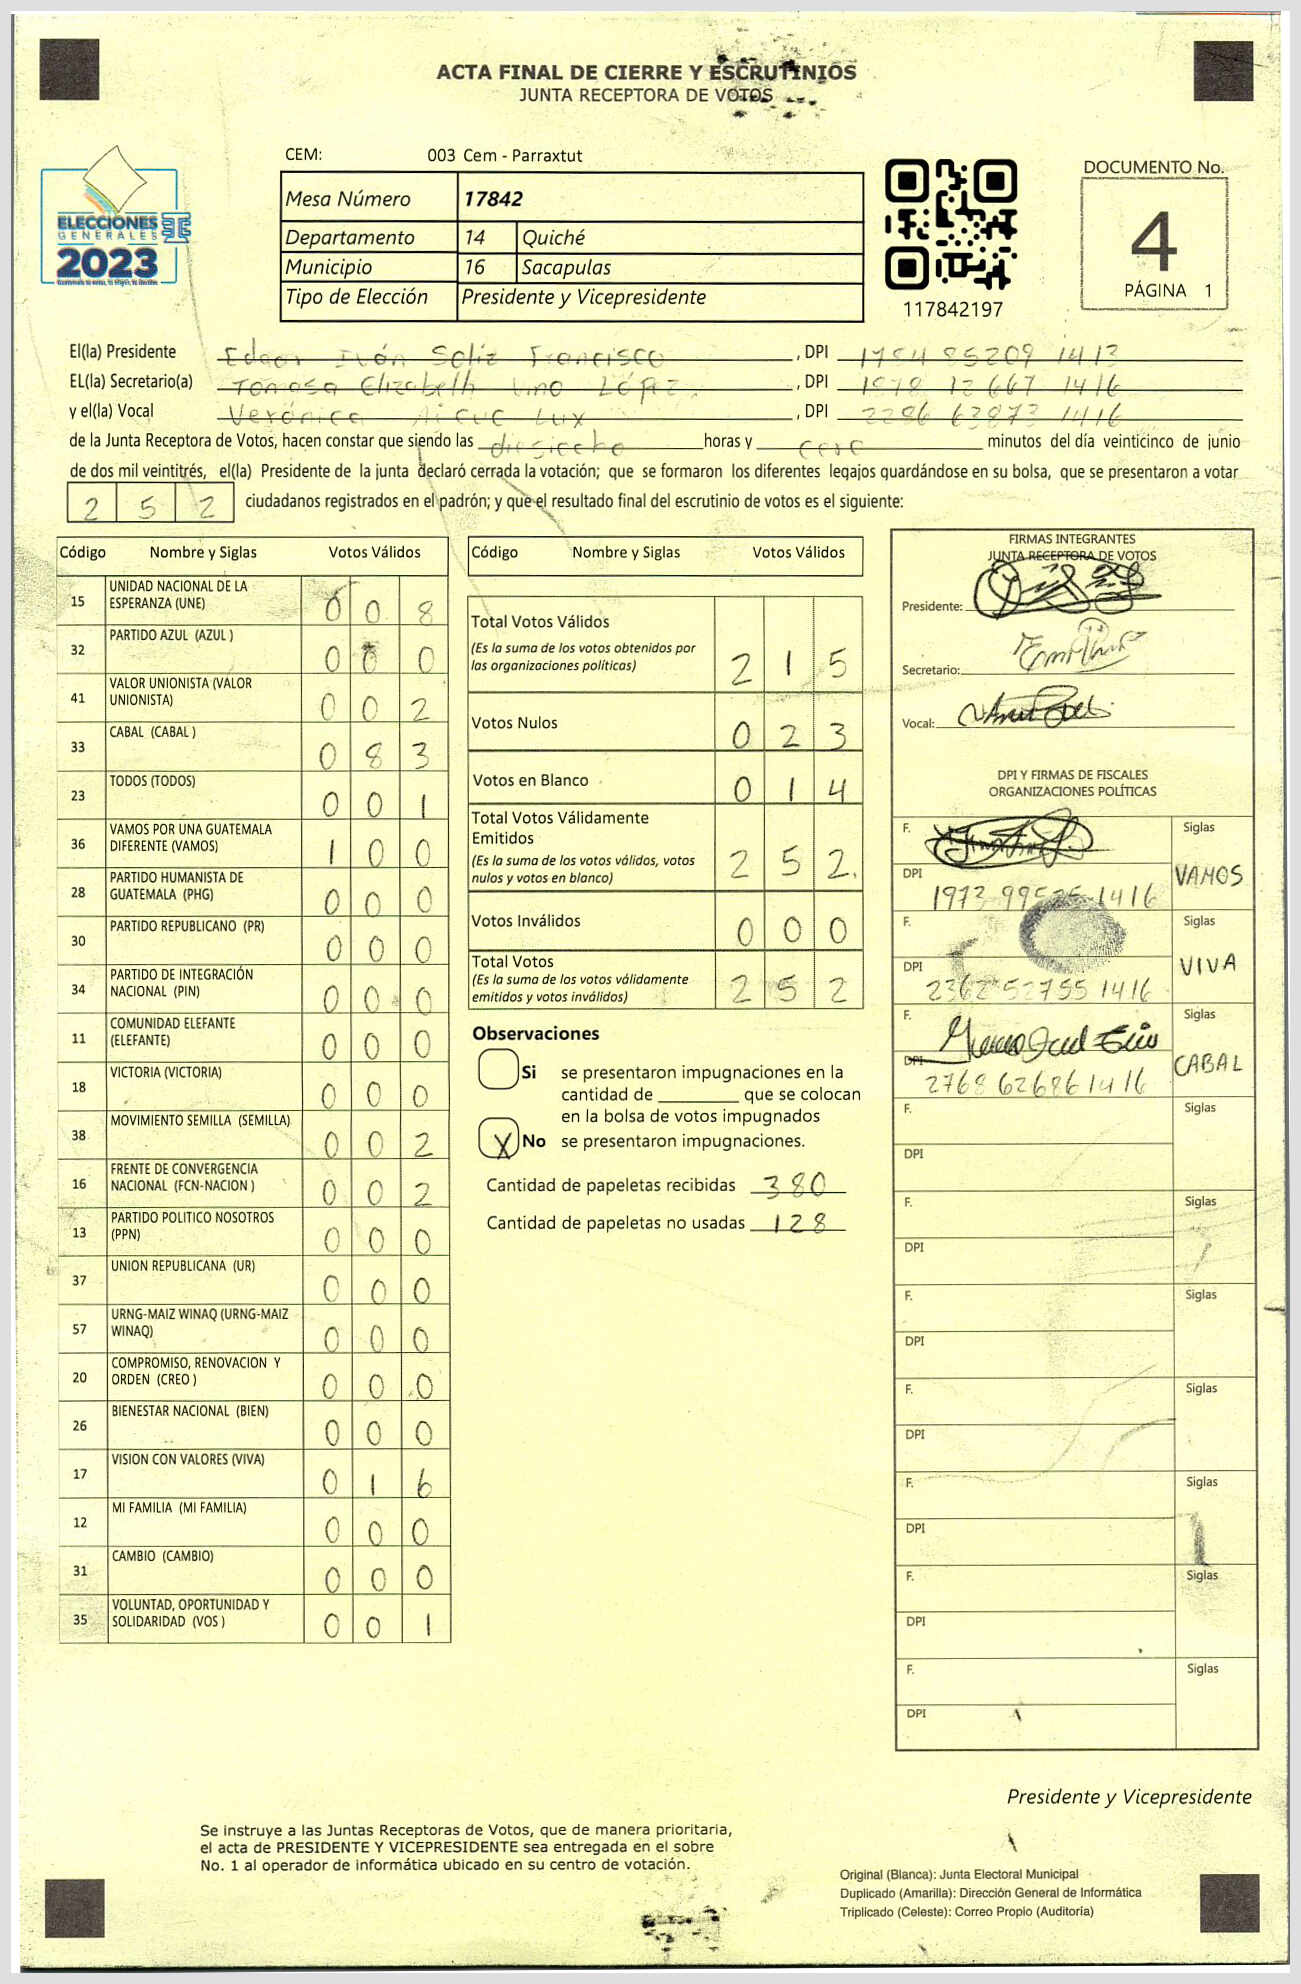 ACTA FINAL DE CIERRE Y ESCRUTINIOS
JUNTA RECEPTORA DE VOTOS
CEM: 003 Cem - Parraxtut
ELECCIONES
GENERALES
2023
Mesa Número 17842
Departamento 14 Quiché
Municipio 16 Sacapulas
Tipo de Elección Presidente y Vicepresidente
117842197
DOCUMENTO No.
4
PÁGINA 1
El(la) Presidente Edgar Iván Soliz Francisco, DPI 1784 85209 1413
EL(la) Secretario(a) Tomasa Elizabeth López, DPI 1978 12667 1416
y el(la) Vocal Verónica Lux, DPI 2286 63873 1416
de la Junta Receptora de Votos, hacen constar que siendo las horas y cero minutos del día veinticinco de junio
de dos mil veintitrés, el(la) Presidente de la junta declaró cerrada la votación; que se formaron los diferentes legajos quardándose en su bolsa, que se presentaron a votar
2 5 2 ciudadanos registrados en el padrón; y que el resultado final del escrutinio de votos es el siguiente:
Código Nombre y Siglas Votos Válidos
15 UNIDAD NACIONAL DE LA ESPERANZA (UNE) 0 0 8
32 PARTIDO AZUL (AZUL ) 0 0 0
41 VALOR UNIONISTA (VALOR UNIONISTA) 0 0 2
33 CABAL (CABAL ) 0 8 3
23 TODOS (TODOS) 0 0 1
36 VAMOS POR UNA GUATEMALA DIFERENTE (VAMOS) 1 0 0
28 PARTIDO HUMANISTA DE GUATEMALA (PHG) 0 0 0
30 PARTIDO REPUBLICANO (PR) 0 0 0
34 PARTIDO DE INTEGRACIÓN NACIONAL (PIN) 0 0 0
11 COMUNIDAD ELEFANTE (ELEFANTE) 0 0 0
18 VICTORIA (VICTORIA) 0 0 0
38 MOVIMIENTO SEMILLA (SEMILLA) 0 0 2
16 FRENTE DE CONVERGENCIA NACIONAL (FCN-NACION ) 0 0 2
13 PARTIDO POLITICO NOSOTROS (PPN) 0 0 0
37 UNION REPUBLICANA (UR) 0 0 0
57 URNG-MAIZ WINAQ (URNG-MAIZ WINAQ) 0 0 0
20 COMPROMISO, RENOVACION Y ORDEN (CREO ) 0 0 0
26 BIENESTAR NACIONAL (BIEN) 0 0 0
17 VISION CON VALORES (VIVA) 0 1 6
12 MI FAMILIA (MI FAMILIA) 0 0 0
31 CAMBIO (CAMBIO) 0 0 0
35 VOLUNTAD, OPORTUNIDAD Y SOLIDARIDAD (VOS ) 0 0 1
Código Nombre y Siglas Votos Válidos
Total Votos Válidos 2 1 5
(Es la suma de los votos obtenidos por
las organizaciones políticas)
Votos Nulos 0 2 3
Votos en Blanco 0 1 4
Total Votos Válidamente
Emitidos 2 5 2.
(Es la suma de los votos válidos, votos
nulos y votos en blanco)
Votos Inválidos 0 0 0
Total Votos 2 5 2
(Es la suma de los votos válidamente
emitidos y votos inválidos)
Observaciones
Si se presentaron impugnaciones en la
cantidad de ________ que se colocan
en la bolsa de votos impugnados
X No se presentaron impugnaciones.
Cantidad de papeletas recibidas 380
Cantidad de papeletas no usadas 128
FIRMAS INTEGRANTES
JUNTA RECEPTORA DE VOTOS
Presidente:
Secretario:
Vocal:
DPI Y FIRMAS DE FISCALES
ORGANIZACIONES POLÍTICAS
F. Siglas
DPI 1973 1416 VAMOS
F. Siglas
DPI 2362 52755 1416 VIVA
F. Siglas
DPI 2768 62686 1416 CABAL
F. Siglas
DPI
F. Siglas
DPI
F. Siglas
DPI
F. Siglas
DPI
F. Siglas
DPI
F. Siglas
DPI
F. Siglas
DPI
Presidente y Vicepresidente
Se instruye a las Juntas Receptoras de Votos, que de manera prioritaria,
el acta de PRESIDENTE Y VICEPRESIDENTE sea entregada en el sobre
No. 1 al operador de informática ubicado en su centro de votación.
Original (Blanca): Junta Electoral Municipal
Duplicado (Amarilla): Dirección General de Informática
Triplicado (Celeste): Correo Propio (Auditoría)